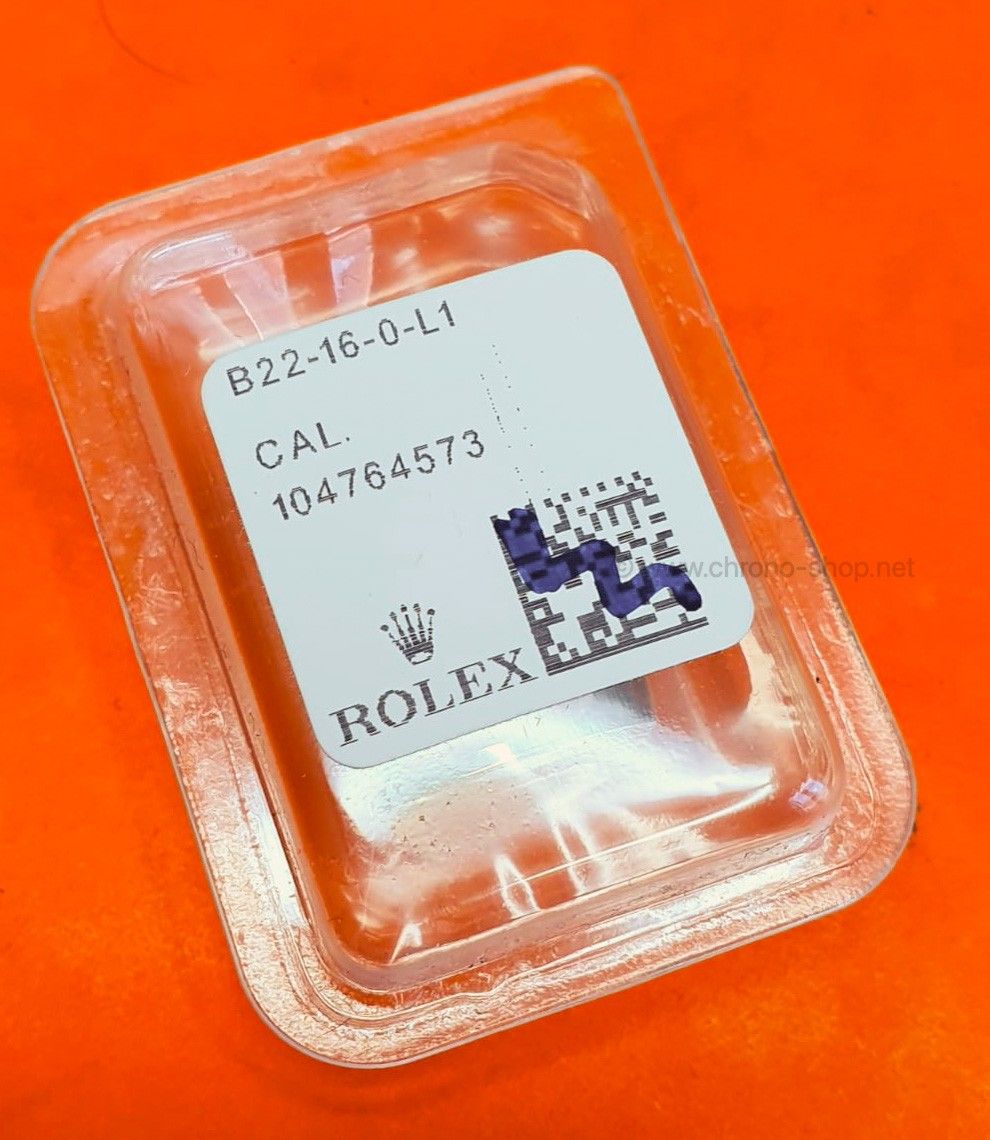 B22-16-0-L1
CAL.
104764573
ROLEX
www.chrono-shop.net